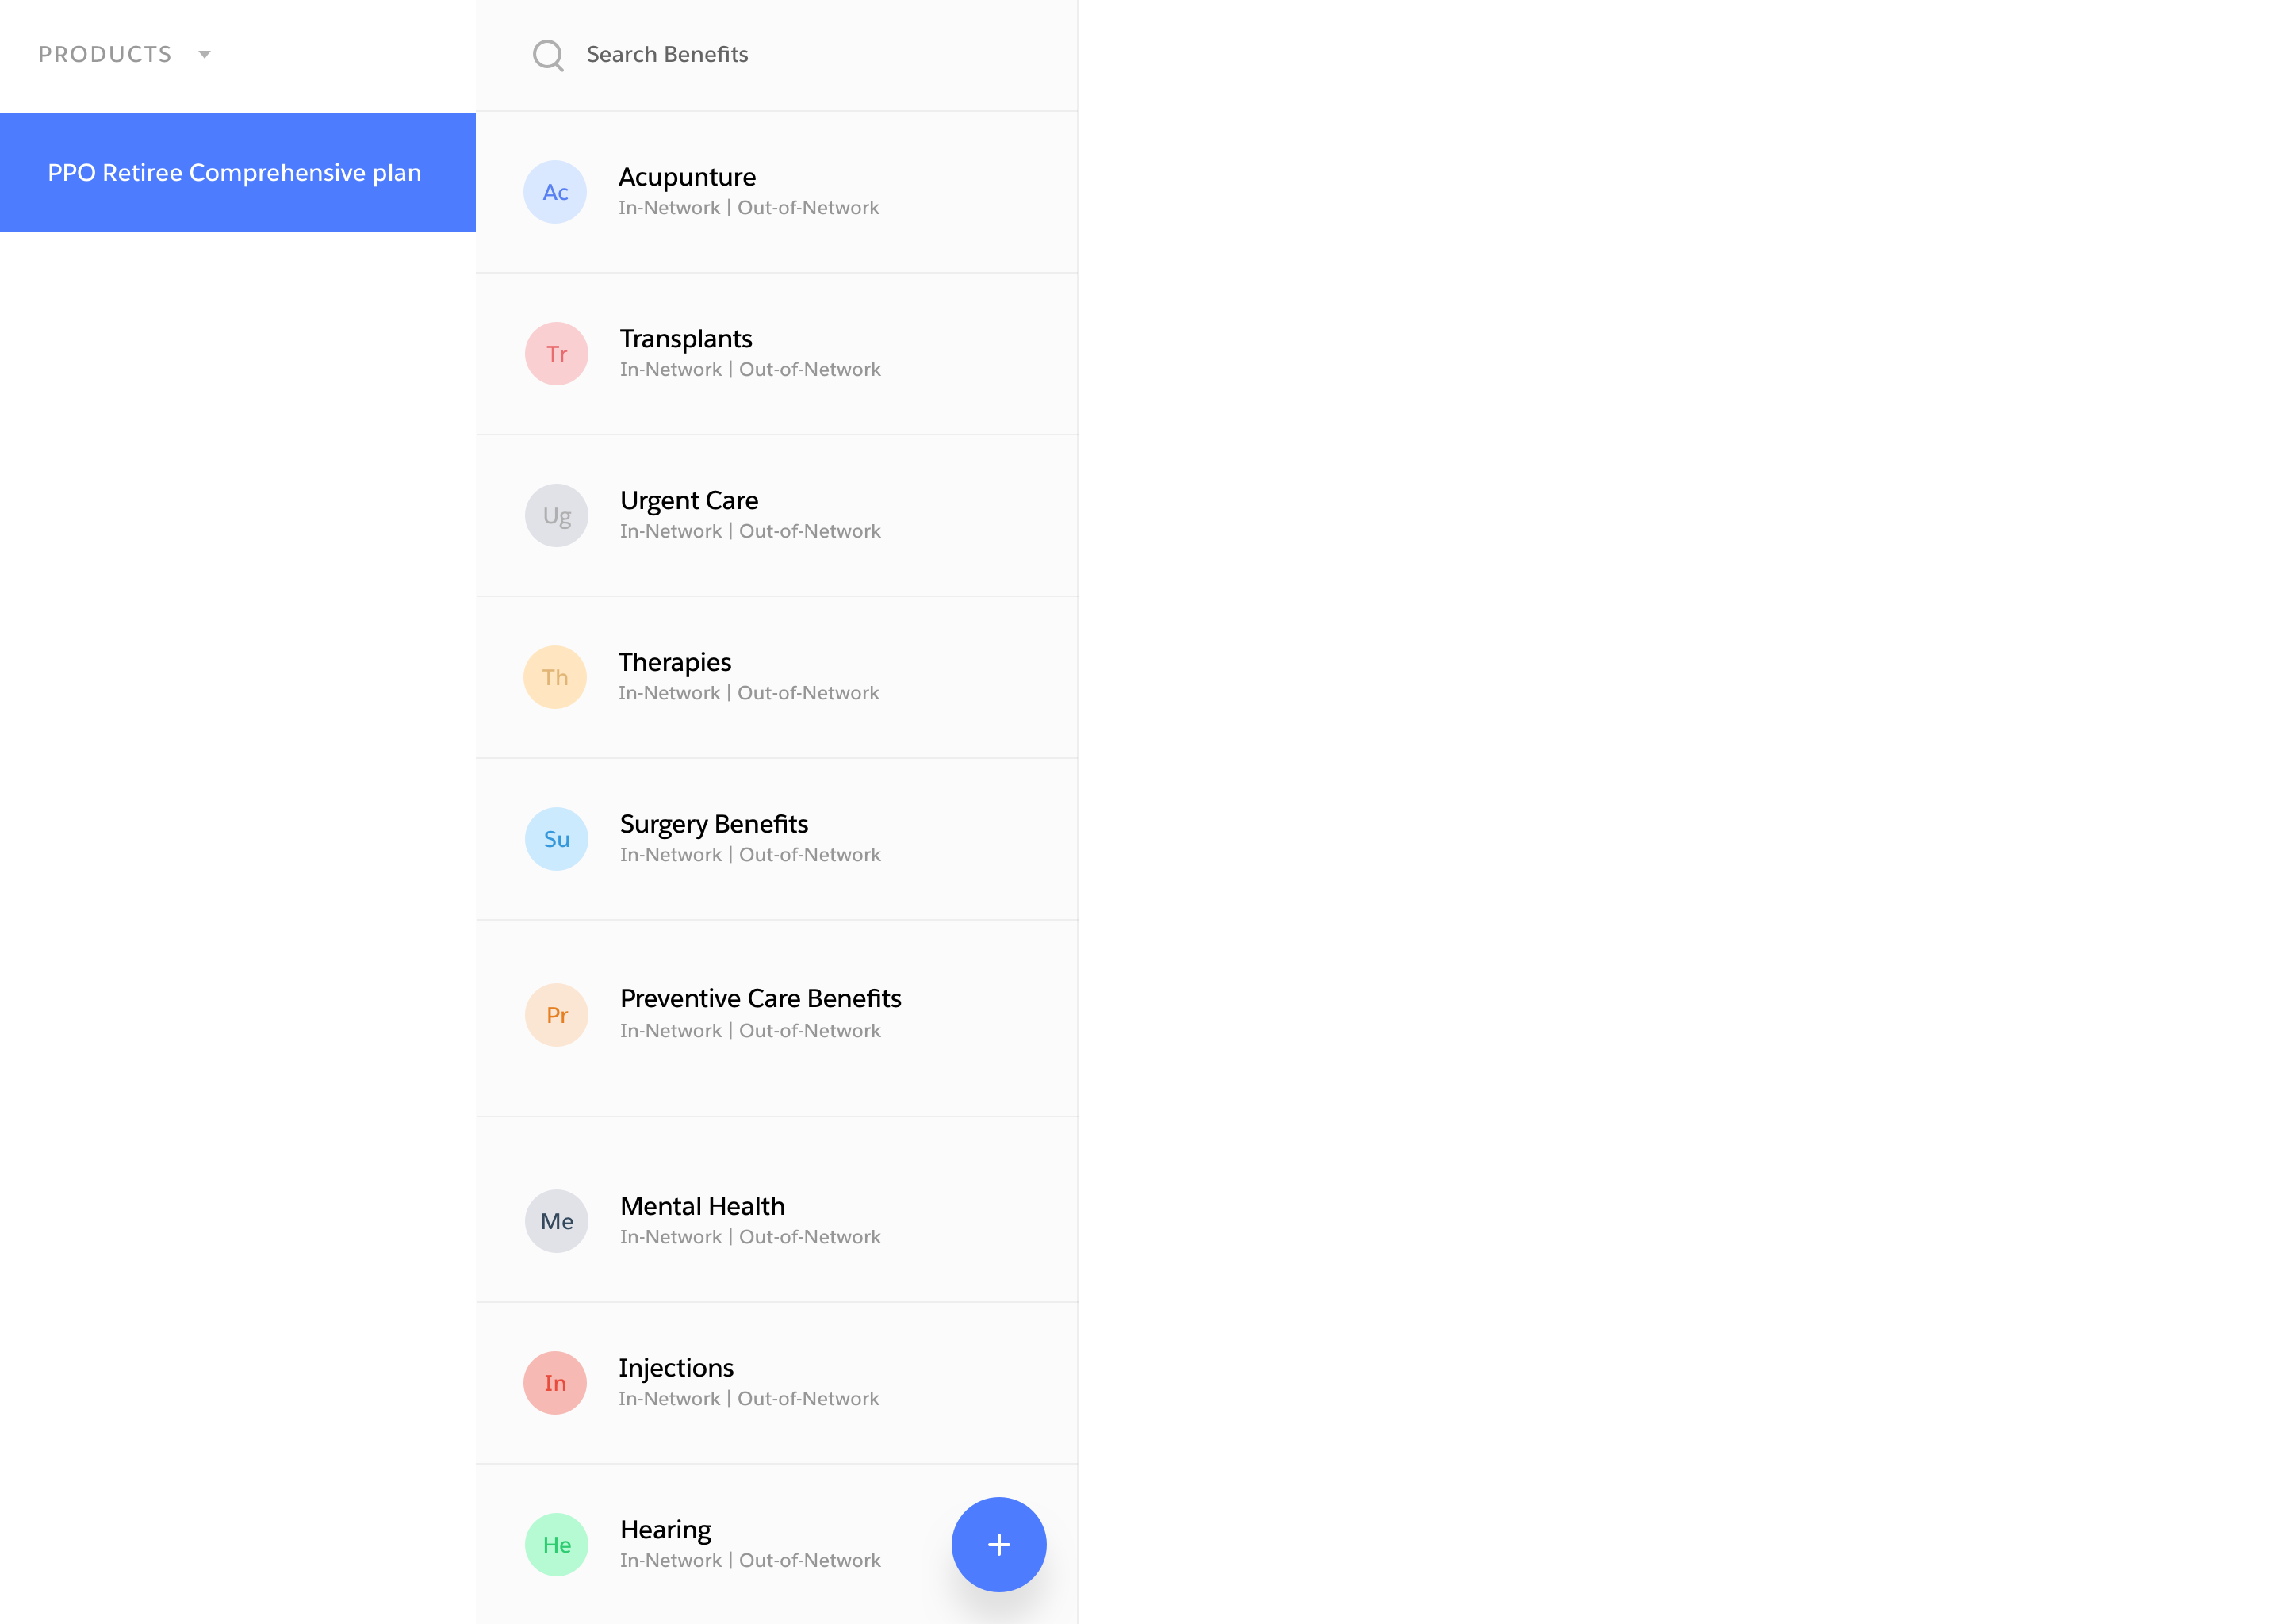 PRODUCTS
PPO Retiree Comprehensive plan
Search Benefits
Ac
Acupunture
In-Network | Out-of-Network
Tr
Transplants
In-Network | Out-of-Network
Ug
Urgent Care
In-Network | Out-of-Network
Th
Therapies
In-Network | Out-of-Network
Su
Surgery Benefits
In-Network | Out-of-Network
Pr
Preventive Care Benefits
In-Network | Out-of-Network
Me
Mental Health
In-Network | Out-of-Network
In
Injections
In-Network | Out-of-Network
He
Hearing
In-Network | Out-of-Network
+